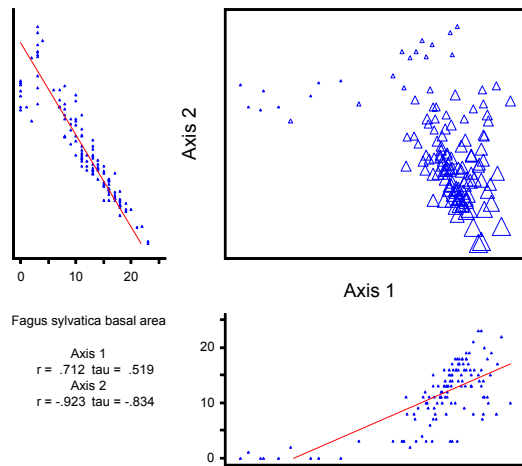 Axis 2
0 10 20
Axis 1
Fagus sylvatica basal area
Axis 1
r = .712 tau = .519
Axis 2
r = -.923 tau = -.834
20
10
0